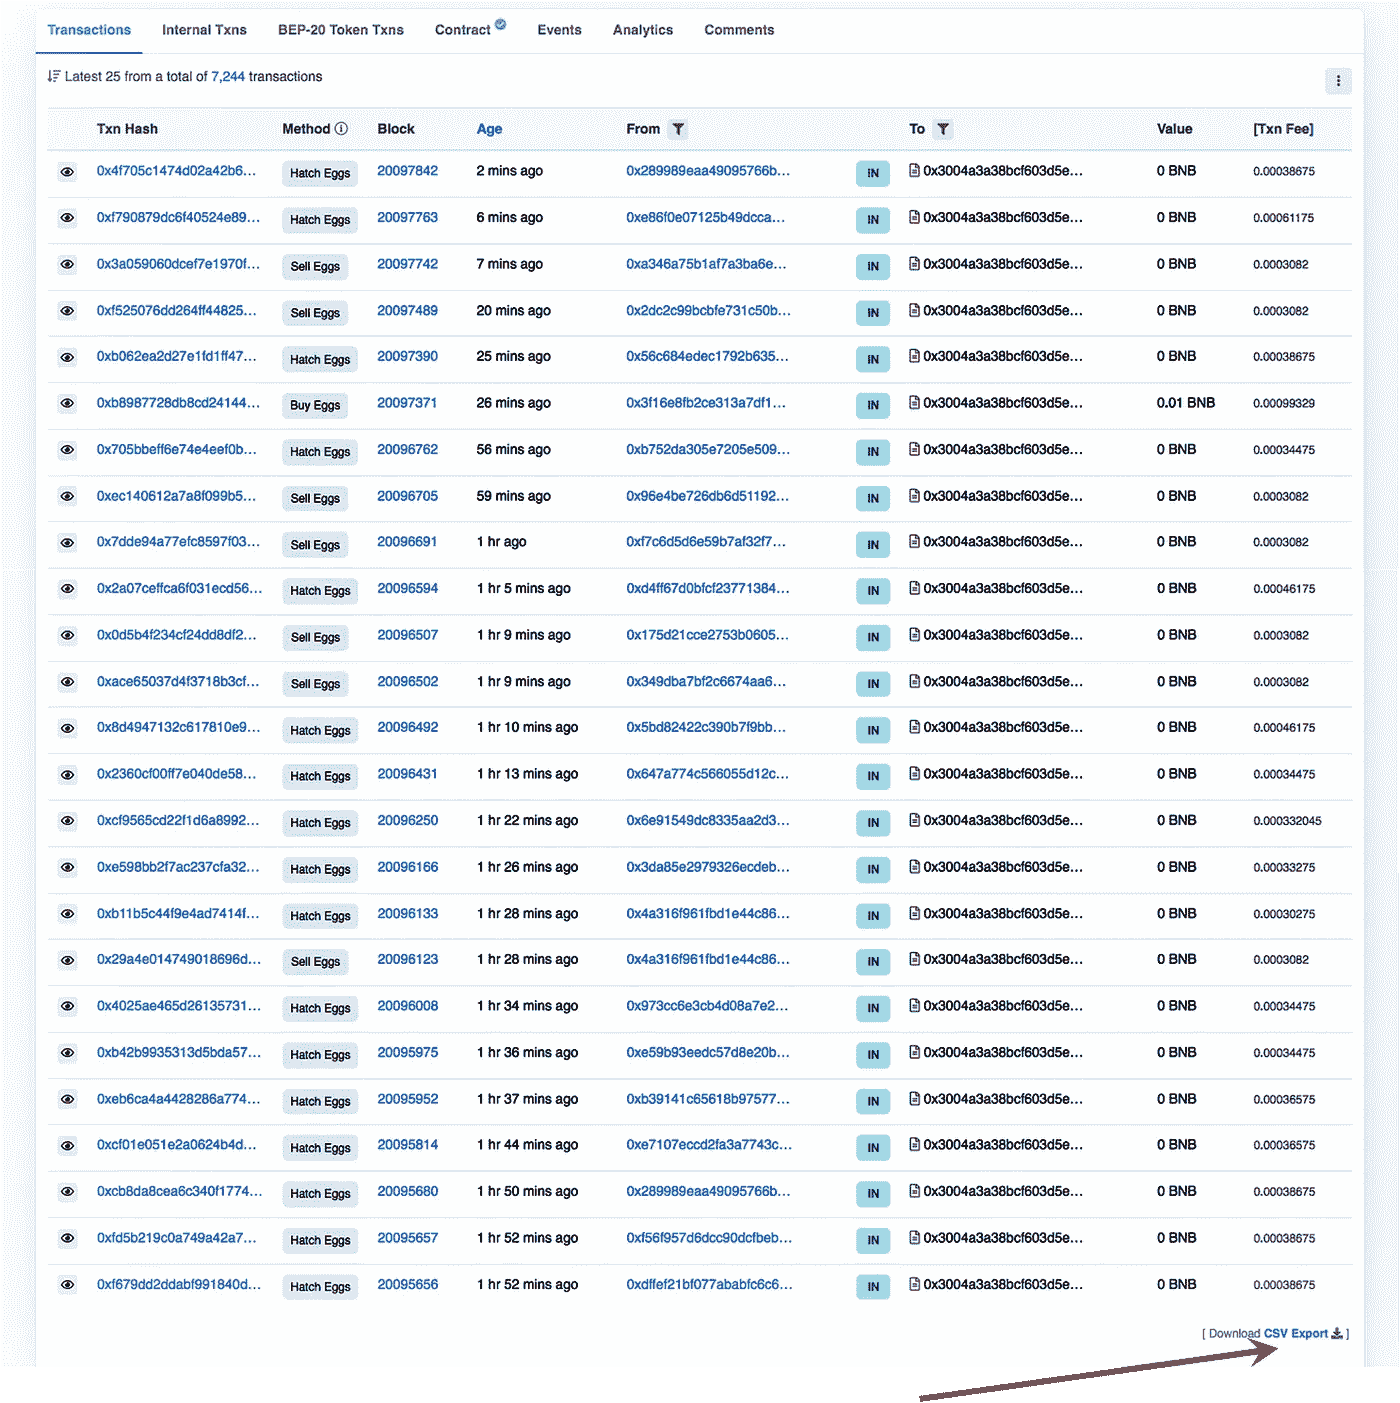 Transactions Internal Txns BEP-20 Token Txns Contract Events Analytics Comments
Latest 25 from a total of 7,244 transactions
Txn Hash Method Block Age From To Value [Txn Fee]
0x4f705c1474d02a42b6... Hatch Eggs 20097842 2 mins ago 0x289989eaa49095766b... IN 0x3004a3a38bcf603d5e... 0 BNB 0.00038675
0xf790879dc6f40524e89... Hatch Eggs 20097763 6 mins ago 0xe86f0e07125b49dcca... IN 0x3004a3a38bcf603d5e... 0 BNB 0.00061175
0x3a059060dcef7e1970f... Sell Eggs 20097742 7 mins ago 0xa346a75b1af7a3ba6e... IN 0x3004a3a38bcf603d5e... 0 BNB 0.0003082
0xf525076dd264ff44825... Sell Eggs 20097489 20 mins ago 0x2dc2c99bcbfe731c50b... IN 0x3004a3a38bcf603d5e... 0 BNB 0.0003082
0xb062ea2d27e1fd1ff47... Hatch Eggs 20097390 25 mins ago 0x56c684edec1792b635... IN 0x3004a3a38bcf603d5e... 0 BNB 0.00038675
0xb8987728db8cd24144... Buy Eggs 20097371 26 mins ago 0x3f16e8fb2ce313a7df1... IN 0x3004a3a38bcf603d5e... 0.01 BNB 0.00099329
0x705bbeff6e74e4eef0b... Hatch Eggs 20096762 56 mins ago 0xb752da305e7205e509... IN 0x3004a3a38bcf603d5e... 0 BNB 0.00034475
0xec140612a7a8f099b5... Sell Eggs 20096705 59 mins ago 0x96e4be726db6d51192... IN 0x3004a3a38bcf603d5e... 0 BNB 0.0003082
0x7dde94a77efc8597f03... Sell Eggs 20096691 1 hr ago 0xf7c6d5d6e59b7af32f7... IN 0x3004a3a38bcf603d5e... 0 BNB 0.0003082
0x2a07ceffca6f031ecd56... Hatch Eggs 20096594 1 hr 5 mins ago 0xd4ff67d0bfcf23771384... IN 0x3004a3a38bcf603d5e... 0 BNB 0.00046175
0x0d5b4f234cf24dd8df2... Sell Eggs 20096507 1 hr 9 mins ago 0x175d21cce2753b0605... IN 0x3004a3a38bcf603d5e... 0 BNB 0.0003082
0xace65037d4f3718b3cf... Sell Eggs 20096502 1 hr 9 mins ago 0x349dba7bf2c6674aa6... IN 0x3004a3a38bcf603d5e... 0 BNB 0.0003082
0x8d4947132c617810e9... Hatch Eggs 20096492 1 hr 10 mins ago 0x5bd82422c390b7f9bb... IN 0x3004a3a38bcf603d5e... 0 BNB 0.00046175
0x2360cf00ff7e040de58... Hatch Eggs 20096431 1 hr 13 mins ago 0x647a774c566055d12c... IN 0x3004a3a38bcf603d5e... 0 BNB 0.00034475
0xcf9565cd22f1d6a8992... Hatch Eggs 20096250 1 hr 22 mins ago 0x6e91549dc8335aa2d3... IN 0x3004a3a38bcf603d5e... 0 BNB 0.000332045
0xe598bb2f7ac237cfa32... Hatch Eggs 20096166 1 hr 26 mins ago 0x3da85e2979326ecdeb... IN 0x3004a3a38bcf603d5e... 0 BNB 0.00033275
0xb11b5c44f9e4ad7414f... Hatch Eggs 20096133 1 hr 28 mins ago 0x4a316f961fbd1e44c86... IN 0x3004a3a38bcf603d5e... 0 BNB 0.00030275
0x29a4e014749018696d... Sell Eggs 20096123 1 hr 28 mins ago 0x4a316f961fbd1e44c86... IN 0x3004a3a38bcf603d5e... 0 BNB 0.0003082
0x4025ae465d26135731... Hatch Eggs 20096008 1 hr 34 mins ago 0x973cc6e3cb4d08a7e2... IN 0x3004a3a38bcf603d5e... 0 BNB 0.00034475
0xb42b9935313d5bda57... Hatch Eggs 20095975 1 hr 36 mins ago 0xe59b93eedc57d8e20b... IN 0x3004a3a38bcf603d5e... 0 BNB 0.00034475
0xeb6ca4a4428286a774... Hatch Eggs 20095952 1 hr 37 mins ago 0xb39141c65618b97577... IN 0x3004a3a38bcf603d5e... 0 BNB 0.00036575
0xcf01e051e2a0624b4d... Hatch Eggs 20095814 1 hr 44 mins ago 0xe7107eccd2fa3a7743c... IN 0x3004a3a38bcf603d5e... 0 BNB 0.00036575
0xcb8da8cea6c340f1774... Hatch Eggs 20095680 1 hr 50 mins ago 0x289989eaa49095766b... IN 0x3004a3a38bcf603d5e... 0 BNB 0.00038675
0xfd5b219c0a749a42a7... Hatch Eggs 20095657 1 hr 52 mins ago 0xf56f957d6dcc90dcfbeb... IN 0x3004a3a38bcf603d5e... 0 BNB 0.00038675
0xf679dd2ddabf991840d... Hatch Eggs 20095656 1 hr 52 mins ago 0xdffef21bf077ababfc6c6... IN 0x3004a3a38bcf603d5e... 0 BNB 0.00038675
[ Download CSV Export ]